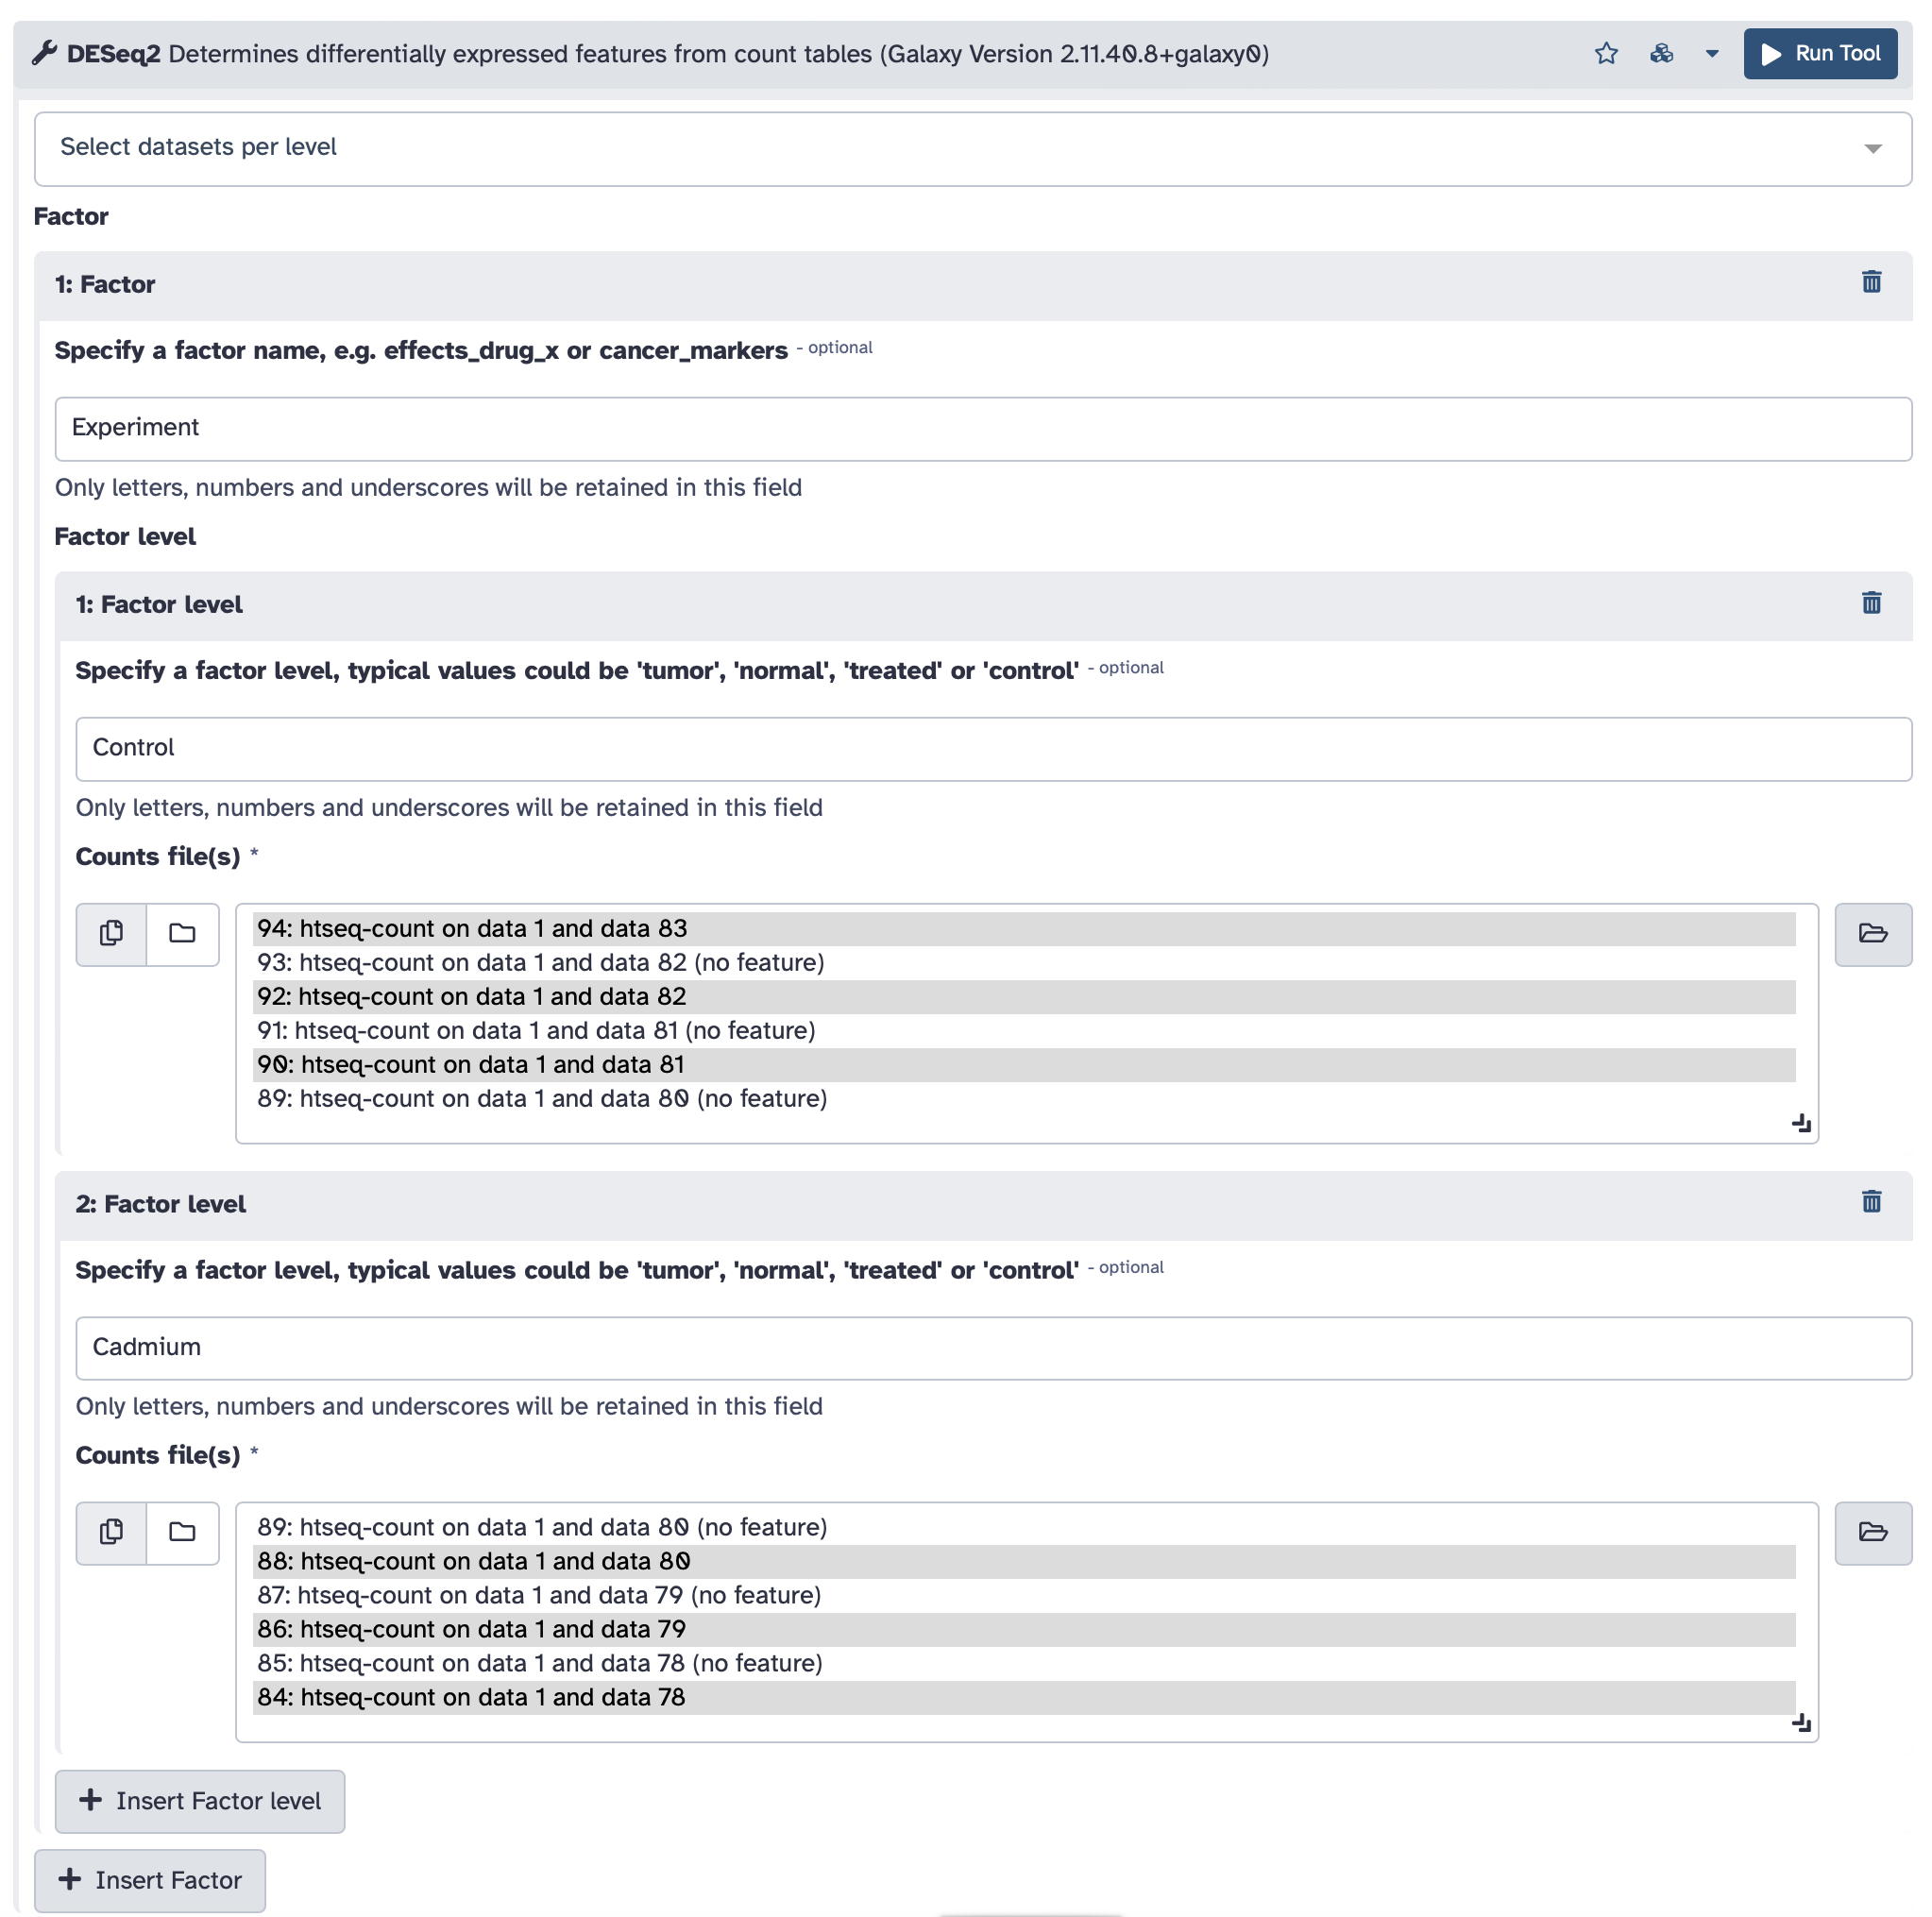 DESeq2 Determines differentially expressed features from count tables (Galaxy Version 2.11.40.8+galaxy0)
Run Tool
Select datasets per level
Factor
1: Factor
Specify a factor name, e.g. effects_drug_x or cancer_markers - optional
Experiment
Only letters, numbers and underscores will be retained in this field
Factor level
1: Factor level
Specify a factor level, typical values could be 'tumor', 'normal', 'treated' or 'control' - optional
Control
Only letters, numbers and underscores will be retained in this field
Counts file(s) *
94: htseq-count on data 1 and data 83
93: htseq-count on data 1 and data 82 (no feature)
92: htseq-count on data 1 and data 82
91: htseq-count on data 1 and data 81 (no feature)
90: htseq-count on data 1 and data 81
89: htseq-count on data 1 and data 80 (no feature)
2: Factor level
Specify a factor level, typical values could be 'tumor', 'normal', 'treated' or 'control' - optional
Cadmium
Only letters, numbers and underscores will be retained in this field
Counts file(s) *
89: htseq-count on data 1 and data 80 (no feature)
88: htseq-count on data 1 and data 80
87: htseq-count on data 1 and data 79 (no feature)
86: htseq-count on data 1 and data 79
85: htseq-count on data 1 and data 78 (no feature)
84: htseq-count on data 1 and data 78
Insert Factor level
Insert Factor